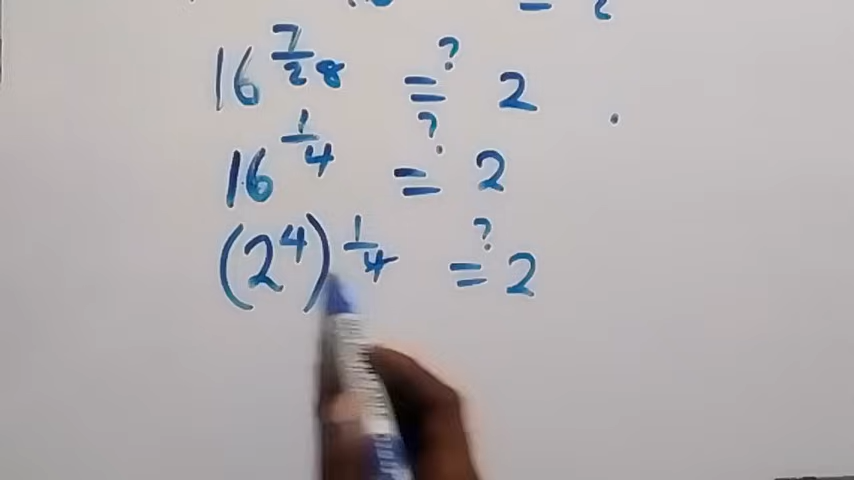 16^(7/28) =? 2
16^(1/4) =? 2
(2^4)^(1/4) =? 2